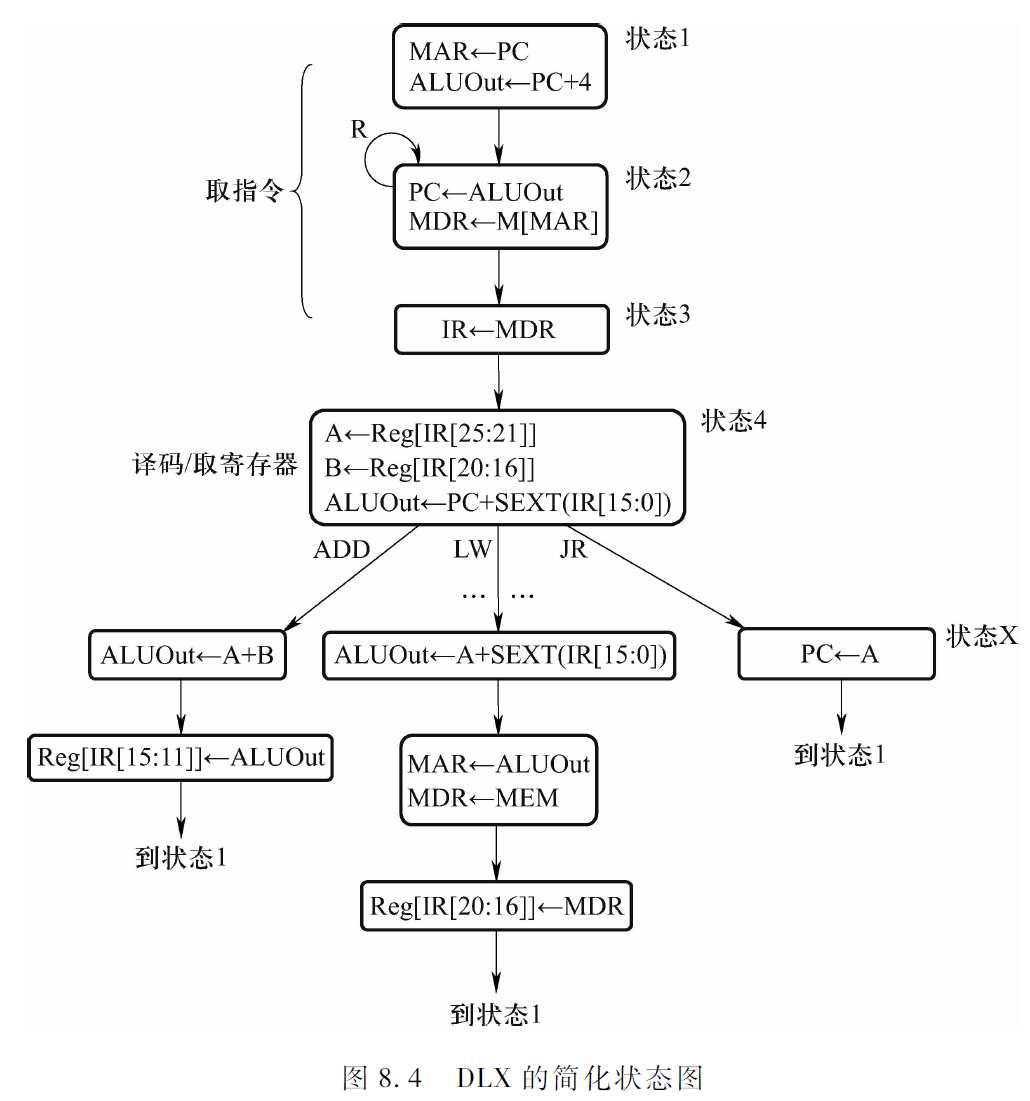 MAR←PC
ALUOut←PC+4
状态1
R
取指令
PC←ALUOut
MDR←M[MAR]
状态2
IR←MDR
状态3
译码/取寄存器
A←Reg[IR[25:21]]
B←Reg[IR[20:16]]
ALUOut←PC+SEXT(IR[15:0])
状态4
ADD
LW
JR
… …
ALUOut←A+B
ALUOut←A+SEXT(IR[15:0])
PC←A
状态X
Reg[IR[15:11]]←ALUOut
MAR←ALUOut
MDR←MEM
到状态1
到状态1
Reg[IR[20:16]]←MDR
到状态1
图 8.4 DLX 的简化状态图